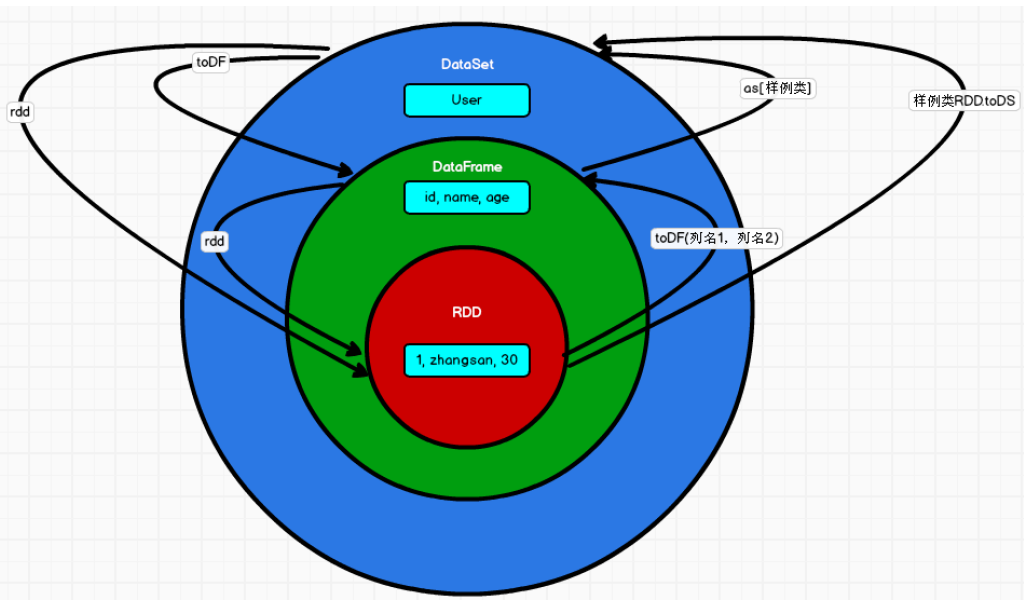 toDF
DataSet
User
as[样例类]
rdd
样例类RDD.toDS
DataFrame
id, name, age
rdd
toDF(列名1，列名2)
RDD
1, zhangsan, 30